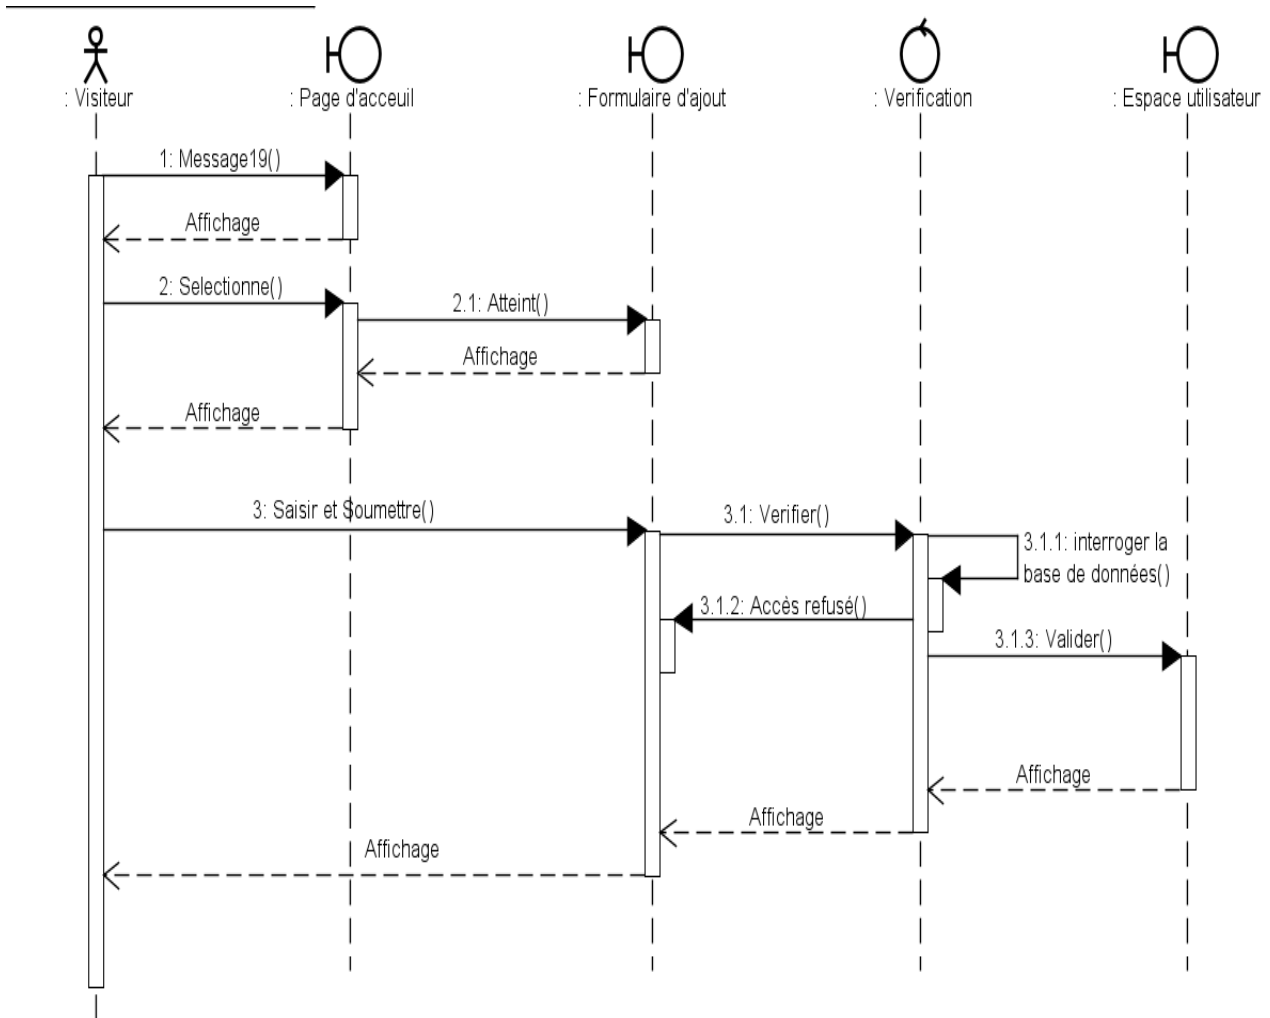 : Visiteur
: Page d'acceuil
: Formulaire d'ajout
: Verification
: Espace utilisateur
1: Message19()
Affichage
2: Selectionne()
2.1: Atteint()
Affichage
Affichage
3: Saisir et Soumettre()
3.1: Verifier()
3.1.1: interroger la
base de données()
3.1.2: Accès refusé()
3.1.3: Valider()
Affichage
Affichage
Affichage